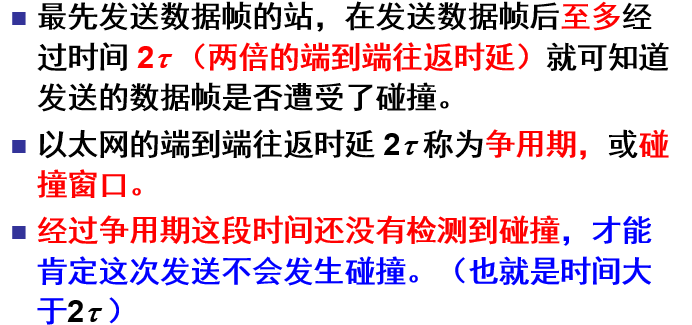 ■ 最先发送数据帧的站，在发送数据帧后至多经
过时间 2τ（两倍的端到端往返时延）就可知道
发送的数据帧是否遭受了碰撞。
■ 以太网的端到端往返时延 2τ 称为争用期，或碰
撞窗口。
■ 经过争用期这段时间还没有检测到碰撞，才能
肯定这次发送不会发生碰撞。（也就是时间大
于2τ）